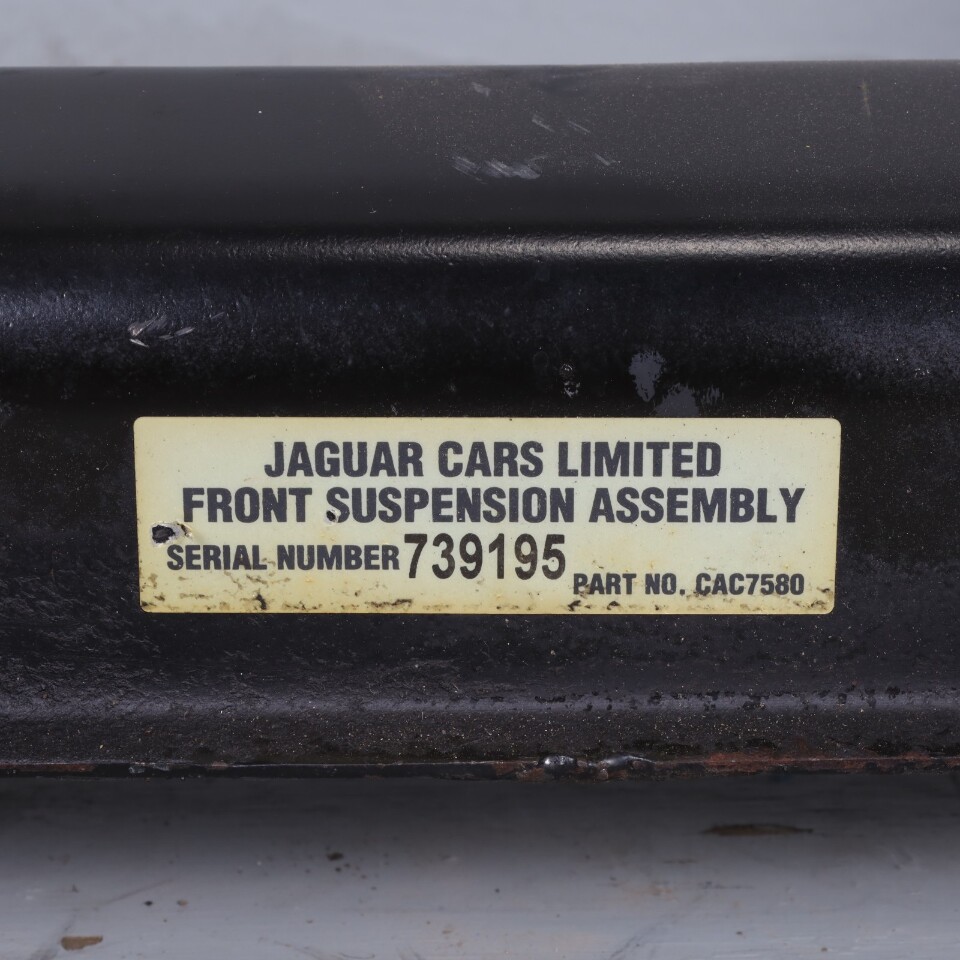 JAGUAR CARS LIMITED
FRONT SUSPENSION ASSEMBLY
SERIAL NUMBER 739195
PART NO. CAC7580